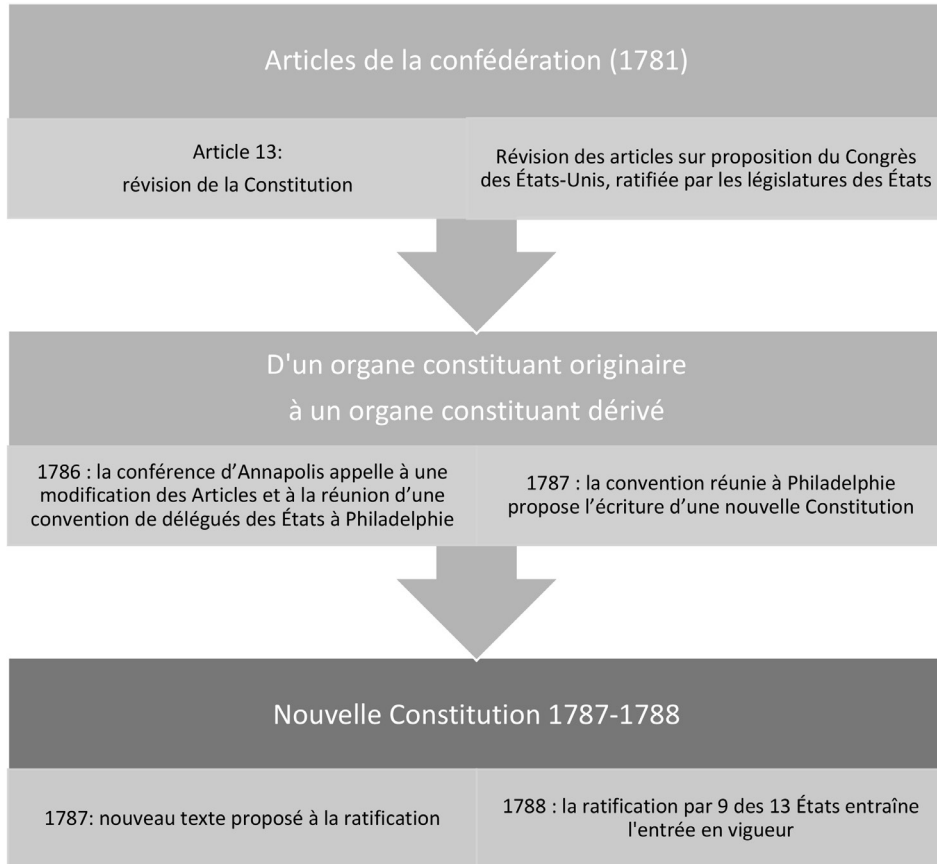 Articles de la confédération (1781)
Article 13:
révision de la Constitution
Révision des articles sur proposition du Congrès
des États-Unis, ratifiée par les législatures des États
D'un organe constituant originaire
à un organe constituant dérivé
1786 : la conférence d’Annapolis appelle à une
modification des Articles et à la réunion d’une
convention de délégués des États à Philadelphie
1787 : la convention réunie à Philadelphie
propose l’écriture d’une nouvelle Constitution
Nouvelle Constitution 1787-1788
1787: nouveau texte proposé à la ratification
1788 : la ratification par 9 des 13 États entraîne
l'entrée en vigueur